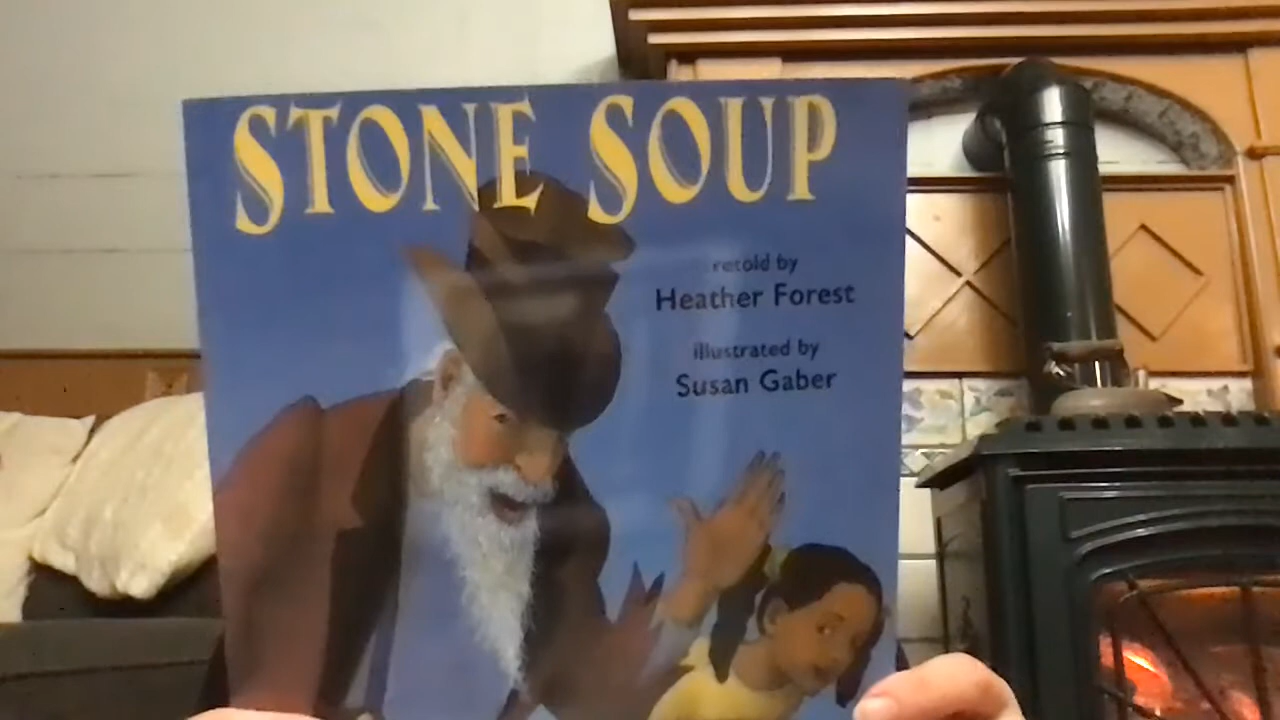 STONE SOUP
retold by
Heather Forest
illustrated by
Susan Gaber